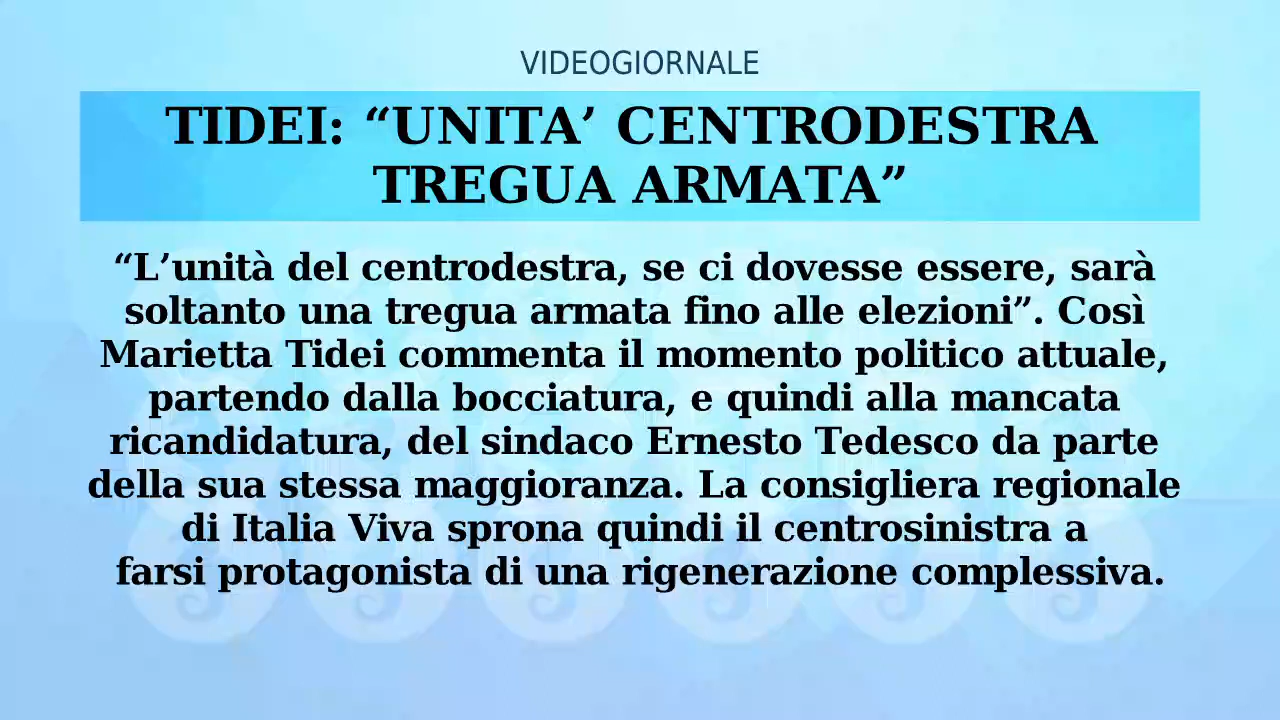 VIDEOGIORNALE
TIDEI: “UNITA’ CENTRODESTRA
TREGUA ARMATA”
“L’unità del centrodestra, se ci dovesse essere, sarà
soltanto una tregua armata fino alle elezioni”. Così
Marietta Tidei commenta il momento politico attuale,
partendo dalla bocciatura, e quindi alla mancata
ricandidatura, del sindaco Ernesto Tedesco da parte
della sua stessa maggioranza. La consigliera regionale
di Italia Viva sprona quindi il centrosinistra a
farsi protagonista di una rigenerazione complessiva.